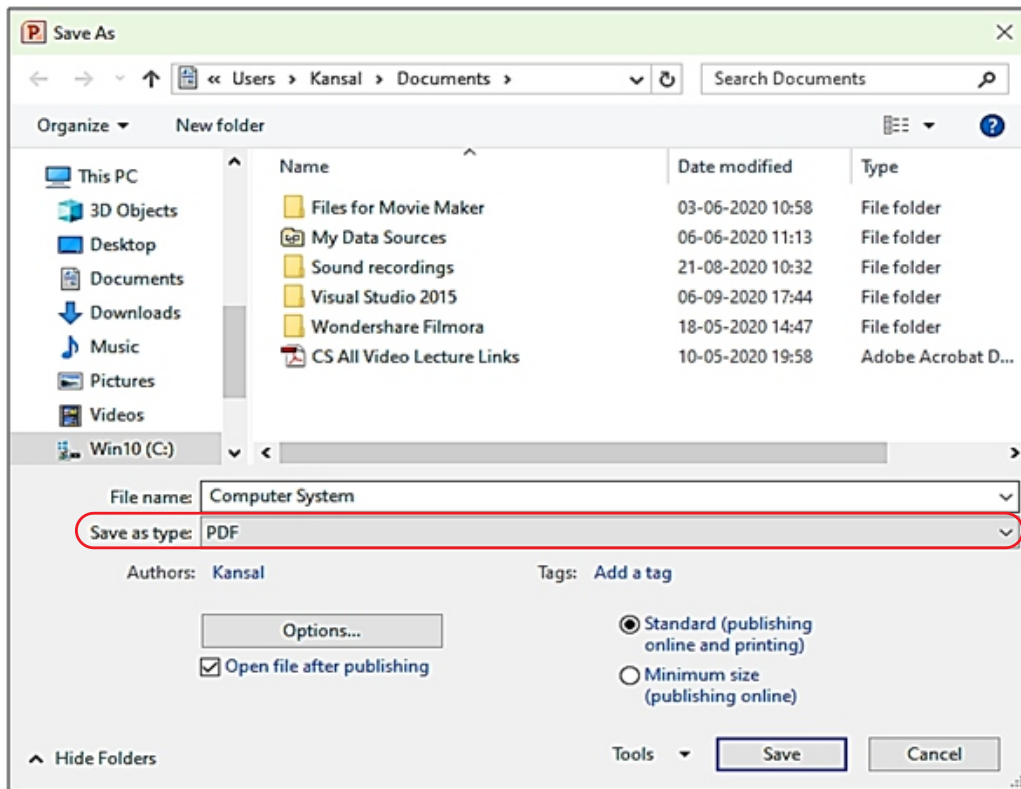 Save As
« Users › Kansal › Documents ›
Search Documents
Organize
New folder
Name
Date modified
Type
This PC
3D Objects
Desktop
Documents
Downloads
Music
Pictures
Videos
Win10 (C:)
Files for Movie Maker 03-06-2020 10:58 File folder
My Data Sources 06-06-2020 11:13 File folder
Sound recordings 21-08-2020 10:32 File folder
Visual Studio 2015 06-09-2020 17:44 File folder
Wondershare Filmora 18-05-2020 14:47 File folder
CS All Video Lecture Links 10-05-2020 19:58 Adobe Acrobat D...
File name: Computer System
Save as type: PDF
Authors: Kansal
Tags: Add a tag
Options...
Open file after publishing
Standard (publishing
online and printing)
Minimum size
(publishing online)
Hide Folders
Tools
Save
Cancel